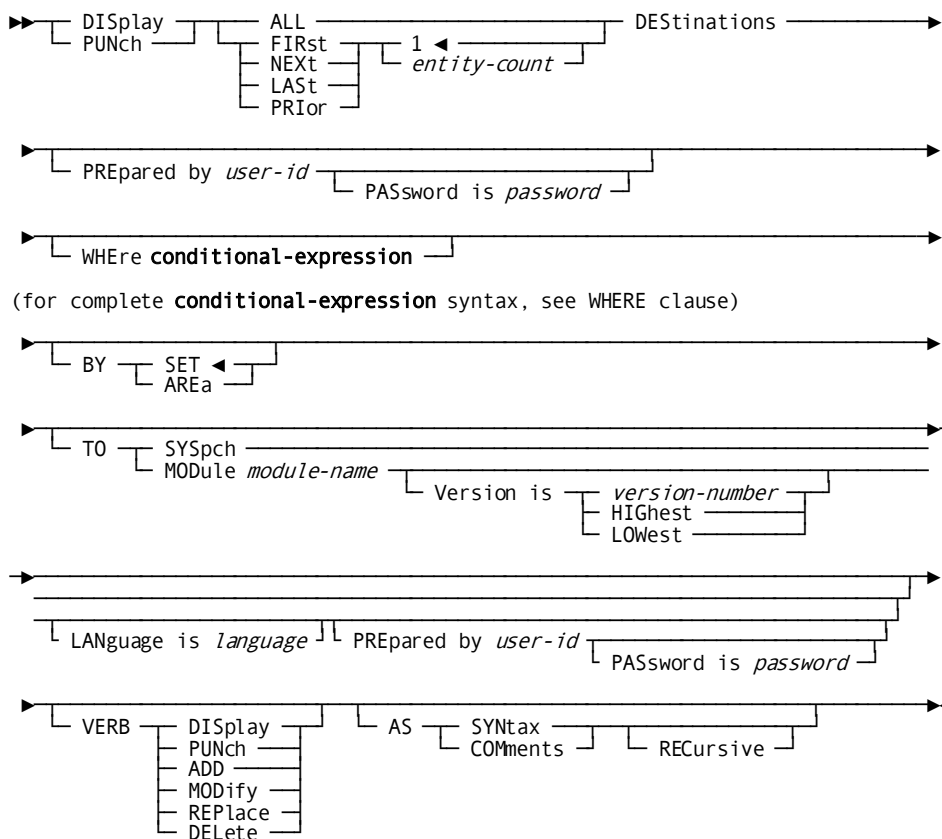 DISplay ALL DEStinations
PUNch FIRst 1 ◄
NEXt entity-count
LASt
PRIor
PREpared by user-id
PASsword is password
WHEre conditional-expression
(for complete conditional-expression syntax, see WHERE clause)
BY SET ◄
AREa
TO SYSpch
MODule module-name
Version is version-number
HIGhest
LOWest
LANguage is language PREpared by user-id
PASsword is password
VERB DISplay AS SYNtax
PUNch COMments RECursive
ADD
MODify
REPlace
DELete